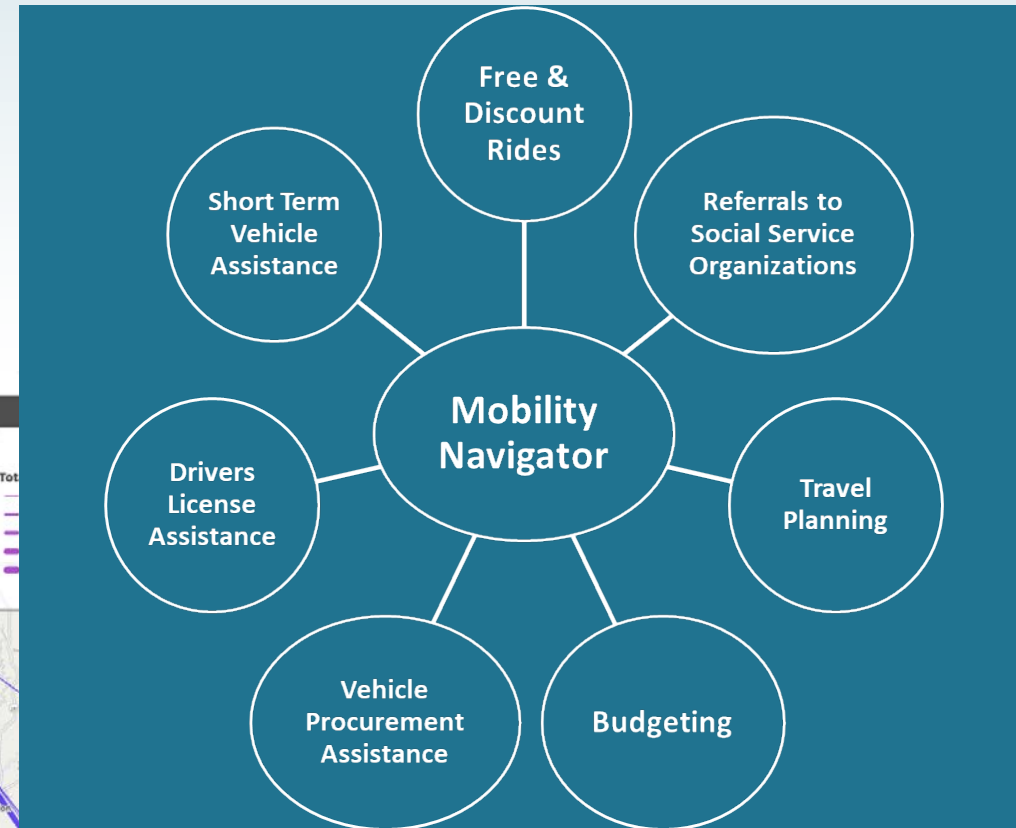 Free &
Discount
Rides
Short Term
Vehicle
Assistance
Referrals to
Social Service
Organizations
Mobility
Navigator
Drivers
License
Assistance
Travel
Planning
Vehicle
Procurement
Assistance
Budgeting